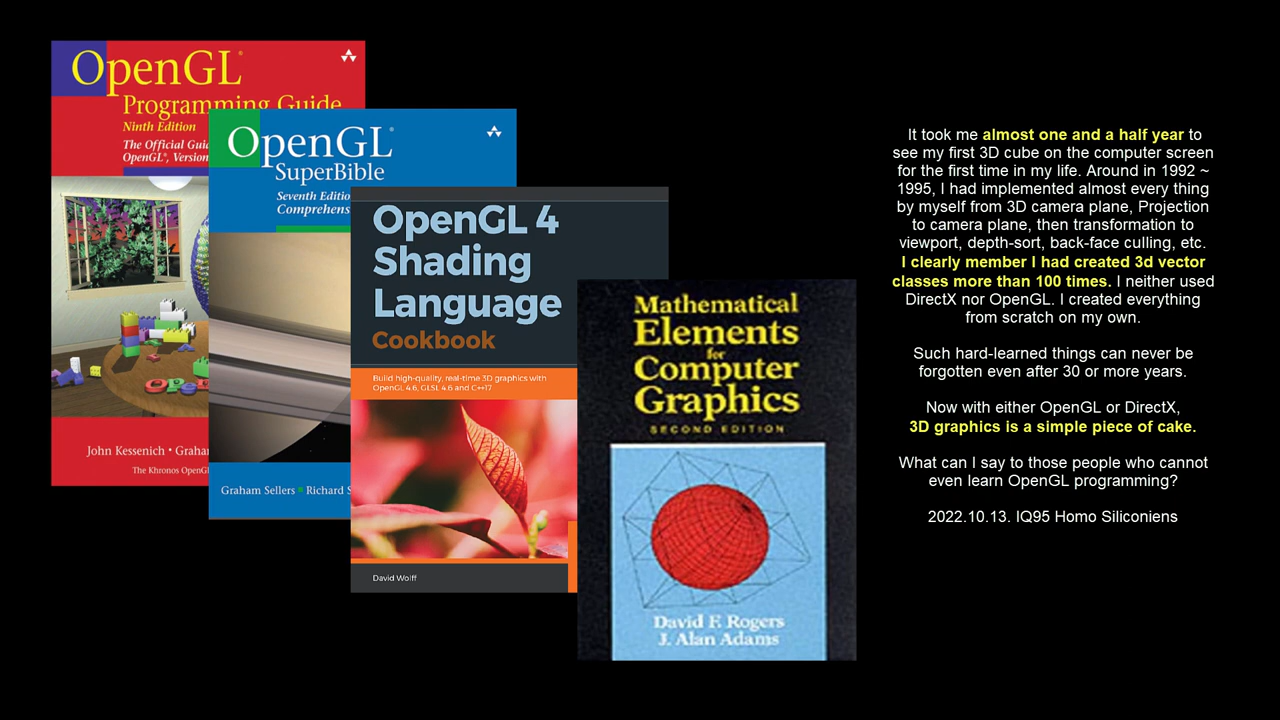 OpenGL®
Programming Guide
Ninth Edition
The Official
OpenGL®, Version
John Kessenich •
The Khronos
OpenGL®
SuperBible
Seventh
Graham Sellers ▪ Richard
OpenGL 4
Shading
Language
Cookbook
Build high-quality, real-time 3D graphics with
OpenGL 4.6, GLSL 4.6 and C++17
David Wolff
Mathematical
Elements
for
Computer
Graphics
SECOND EDITION
David F. Rogers
J. Alan Adams
It took me almost one and a half year to
see my first 3D cube on the computer screen
for the first time in my life. Around in 1992 ~
1995, I had implemented almost every thing
by myself from 3D camera plane, Projection
to camera plane, then transformation to
viewport, depth-sort, back-face culling, etc.
I clearly member I had created 3d vector
classes more than 100 times. I neither used
DirectX nor OpenGL. I created everything
from scratch on my own.
Such hard-learned things can never be
forgotten even after 30 or more years.
Now with either OpenGL or DirectX,
3D graphics is a simple piece of cake.
What can I say to those people who cannot
even learn OpenGL programming?
2022.10.13. IQ95 Homo Siliconiens